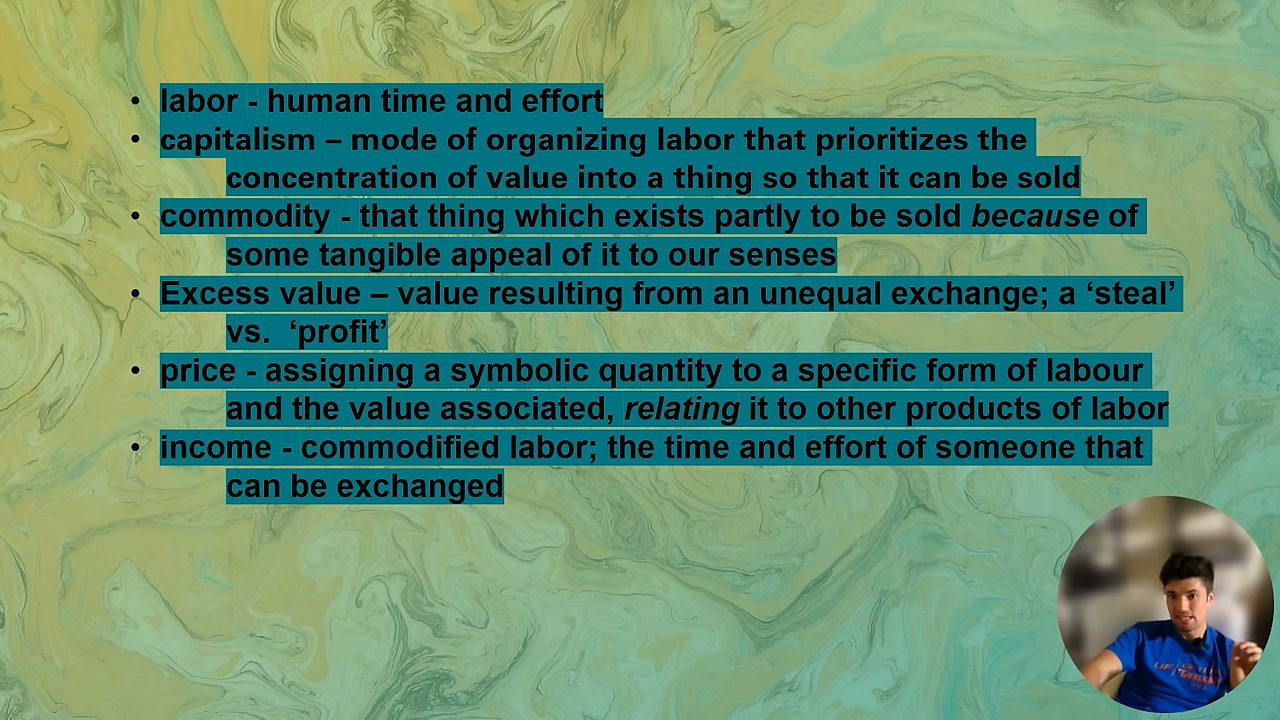 • labor - human time and effort
• capitalism – mode of organizing labor that prioritizes the
concentration of value into a thing so that it can be sold
• commodity - that thing which exists partly to be sold because of
some tangible appeal of it to our senses
• Excess value – value resulting from an unequal exchange; a ‘steal’
vs. ‘profit’
• price - assigning a symbolic quantity to a specific form of labour
and the value associated, relating it to other products of labor
• income - commodified labor; the time and effort of someone that
can be exchanged